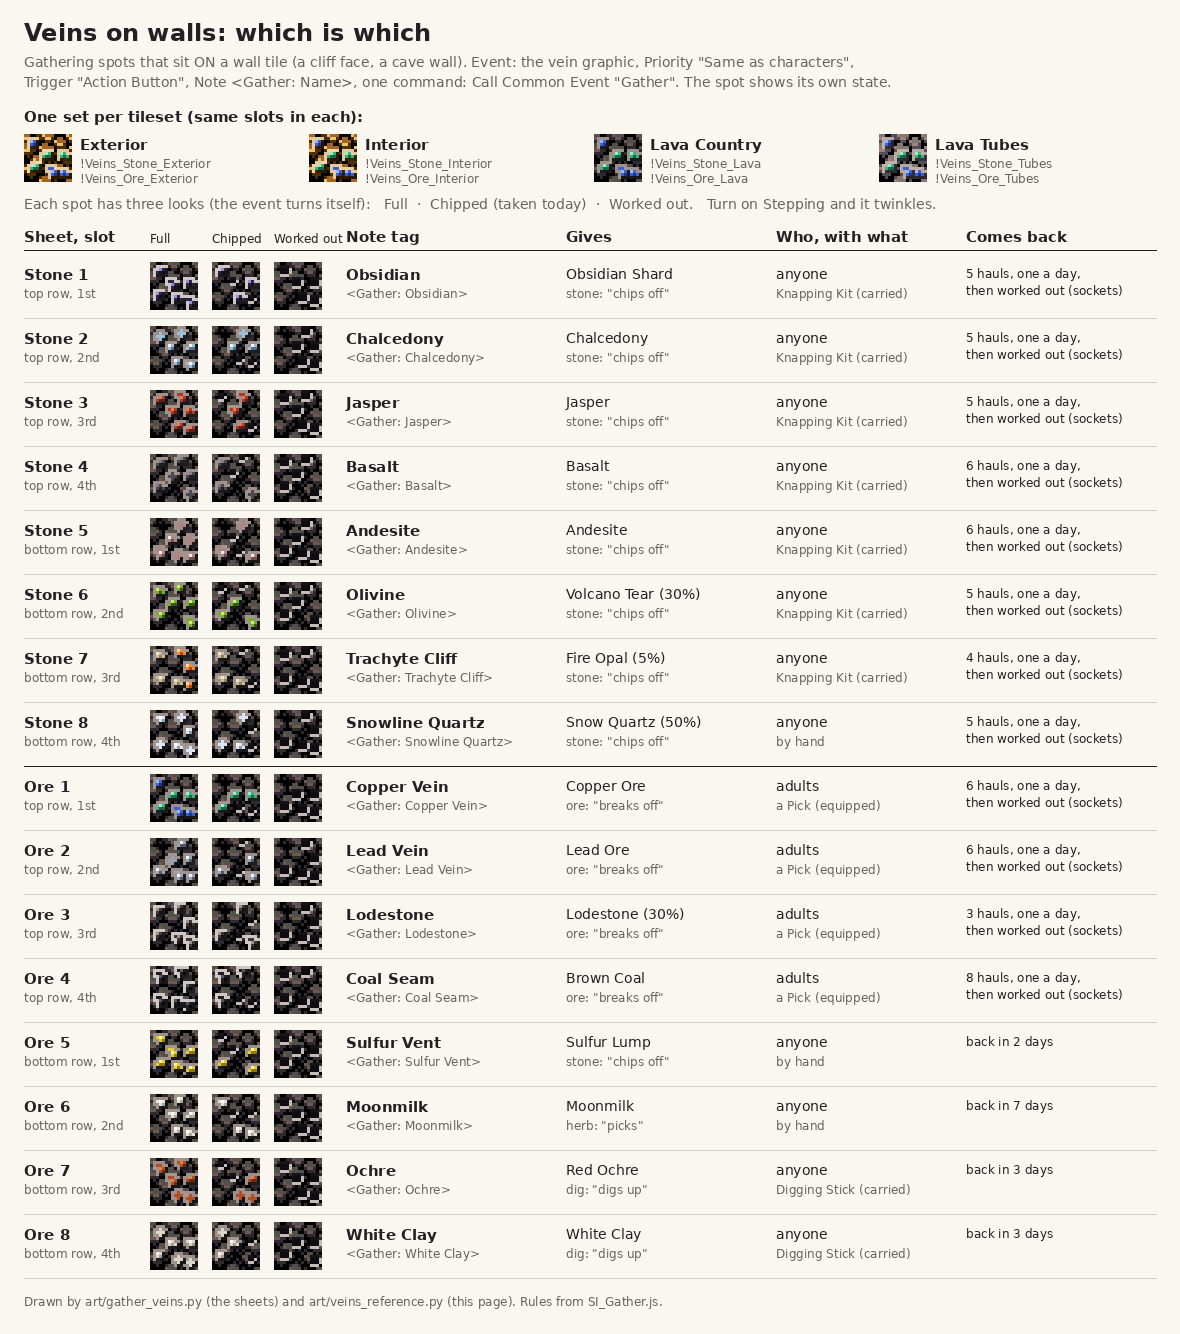 Veins on walls: which is which
Gathering spots that sit ON a wall tile (a cliff face, a cave wall). Event: the vein graphic, Priority "Same as characters",
Trigger "Action Button", Note <Gather: Name>, one command: Call Common Event "Gather". The spot shows its own state.
One set per tileset (same slots in each):
Exterior
!Veins_Stone_Exterior
!Veins_Ore_Exterior
Interior
!Veins_Stone_Interior
!Veins_Ore_Interior
Lava Country
!Veins_Stone_Lava
!Veins_Ore_Lava
Lava Tubes
!Veins_Stone_Tubes
!Veins_Ore_Tubes
Each spot has three looks (the event turns itself): Full · Chipped (taken today) · Worked out. Turn on Stepping and it twinkles.
Sheet, slot Full Chipped Worked out Note tag Gives Who, with what Comes back
Stone 1 Obsidian Obsidian Shard anyone 5 hauls, one a day,
top row, 1st <Gather: Obsidian> stone: "chips off" Knapping Kit (carried) then worked out (sockets)
Stone 2 Chalcedony Chalcedony anyone 5 hauls, one a day,
top row, 2nd <Gather: Chalcedony> stone: "chips off" Knapping Kit (carried) then worked out (sockets)
Stone 3 Jasper Jasper anyone 5 hauls, one a day,
top row, 3rd <Gather: Jasper> stone: "chips off" Knapping Kit (carried) then worked out (sockets)
Stone 4 Basalt Basalt anyone 6 hauls, one a day,
top row, 4th <Gather: Basalt> stone: "chips off" Knapping Kit (carried) then worked out (sockets)
Stone 5 Andesite Andesite anyone 6 hauls, one a day,
bottom row, 1st <Gather: Andesite> stone: "chips off" Knapping Kit (carried) then worked out (sockets)
Stone 6 Olivine Volcano Tear (30%) anyone 5 hauls, one a day,
bottom row, 2nd <Gather: Olivine> stone: "chips off" Knapping Kit (carried) then worked out (sockets)
Stone 7 Trachyte Cliff Fire Opal (5%) anyone 4 hauls, one a day,
bottom row, 3rd <Gather: Trachyte Cliff> stone: "chips off" Knapping Kit (carried) then worked out (sockets)
Stone 8 Snowline Quartz Snow Quartz (50%) anyone 5 hauls, one a day,
bottom row, 4th <Gather: Snowline Quartz> stone: "chips off" by hand then worked out (sockets)
Ore 1 Copper Vein Copper Ore adults 6 hauls, one a day,
top row, 1st <Gather: Copper Vein> ore: "breaks off" a Pick (equipped) then worked out (sockets)
Ore 2 Lead Vein Lead Ore adults 6 hauls, one a day,
top row, 2nd <Gather: Lead Vein> ore: "breaks off" a Pick (equipped) then worked out (sockets)
Ore 3 Lodestone Lodestone (30%) adults 3 hauls, one a day,
top row, 3rd <Gather: Lodestone> ore: "breaks off" a Pick (equipped) then worked out (sockets)
Ore 4 Coal Seam Brown Coal adults 8 hauls, one a day,
top row, 4th <Gather: Coal Seam> ore: "breaks off" a Pick (equipped) then worked out (sockets)
Ore 5 Sulfur Vent Sulfur Lump anyone back in 2 days
bottom row, 1st <Gather: Sulfur Vent> stone: "chips off" by hand
Ore 6 Moonmilk Moonmilk anyone back in 7 days
bottom row, 2nd <Gather: Moonmilk> herb: "picks" by hand
Ore 7 Ochre Red Ochre anyone back in 3 days
bottom row, 3rd <Gather: Ochre> dig: "digs up" Digging Stick (carried)
Ore 8 White Clay White Clay anyone back in 3 days
bottom row, 4th <Gather: White Clay> dig: "digs up" Digging Stick (carried)
Drawn by art/gather_veins.py (the sheets) and art/veins_reference.py (this page). Rules from SI_Gather.js.